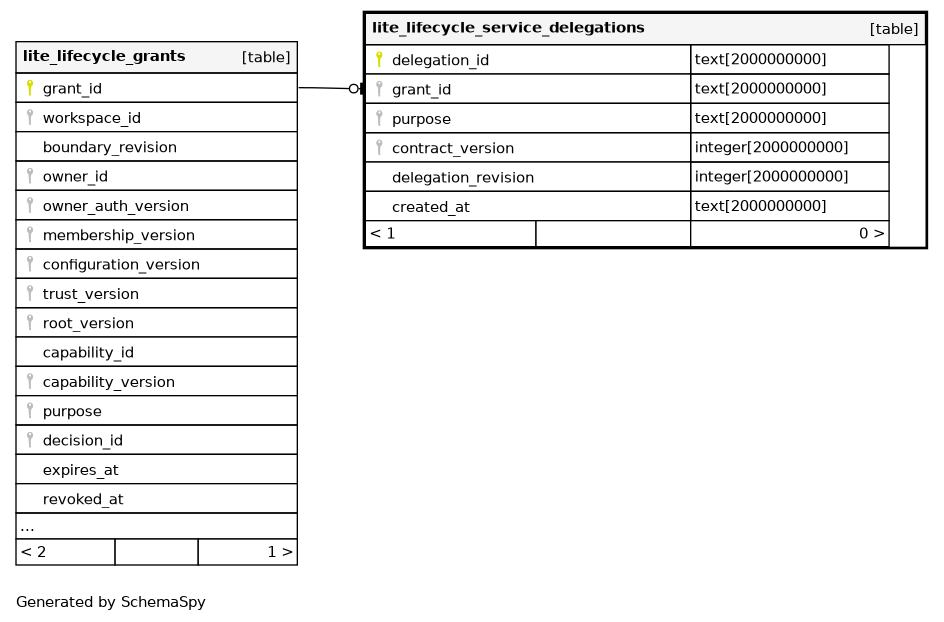 lite_lifecycle_grants [table]
grant_id
workspace_id
boundary_revision
owner_id
owner_auth_version
membership_version
configuration_version
trust_version
root_version
capability_id
capability_version
purpose
decision_id
expires_at
revoked_at
...
< 2 1 >
lite_lifecycle_service_delegations [table]
delegation_id text[2000000000]
grant_id text[2000000000]
purpose text[2000000000]
contract_version integer[2000000000]
delegation_revision integer[2000000000]
created_at text[2000000000]
< 1 0 >
Generated by SchemaSpy